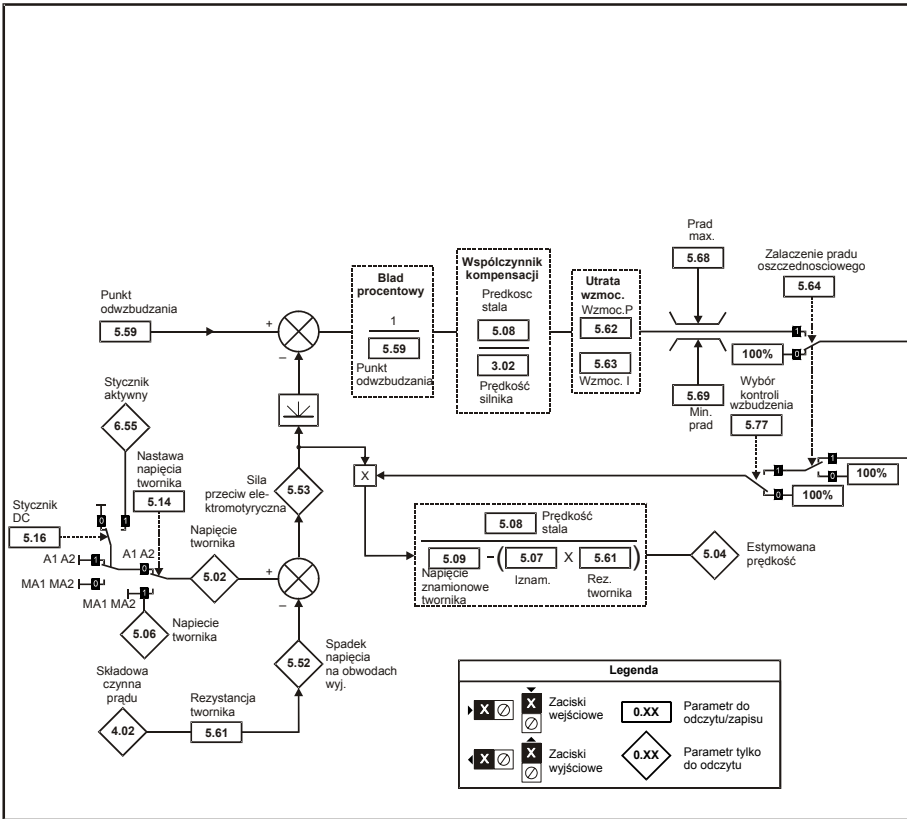 Prad
max.
5.68
Zalaczenie pradu
oszczednosciowego
5.64
Punkt
odwzbudzania
5.59
+
–
Blad
procentowy
1
5.59
Punkt
odwzbudzania
Wspólczynnik
kompensacji
Predkosc
stala
5.08
3.02
Prędkość
silnika
Utrata
wzmoc.
Wzmoc.P
5.62
5.63
Wzmoc. I
1
100%
0
5.69
Min.
prad
Wybór
kontroli
wzbudzenia
5.77
1
0
1
0
100%
100%
Stycznik
aktywny
6.55
Nastawa
napięcia
twornika
5.14
Stycznik
DC
5.16
0
1
A1 A2
1
MA1 MA2
0
A1 A2
0
MA1 MA2
1
Napięcie
twornika
5.02
5.06
Napiecie
twornika
+
–
Sila
przeciw ele-
ktromotyryczna
5.53
X
5.08
Prędkość
stala
5.09
–
(
5.07
X
5.61
)
Napięcie
znamionowe
twornika
Iznam.
Rez.
twornika
5.04
Estymowana
prędkość
5.52
Spadek
napięcia
na obwodach
wyj.
Składowa
czynna
prądu
4.02
Rezystancja
twornika
5.61
Legenda
X
X
Zaciski
wejściowe
0.XX
Parametr do
odczytu/zapisu
X
X
Zaciski
wyjściowe
0.XX
Parametr tylko
do odczytu